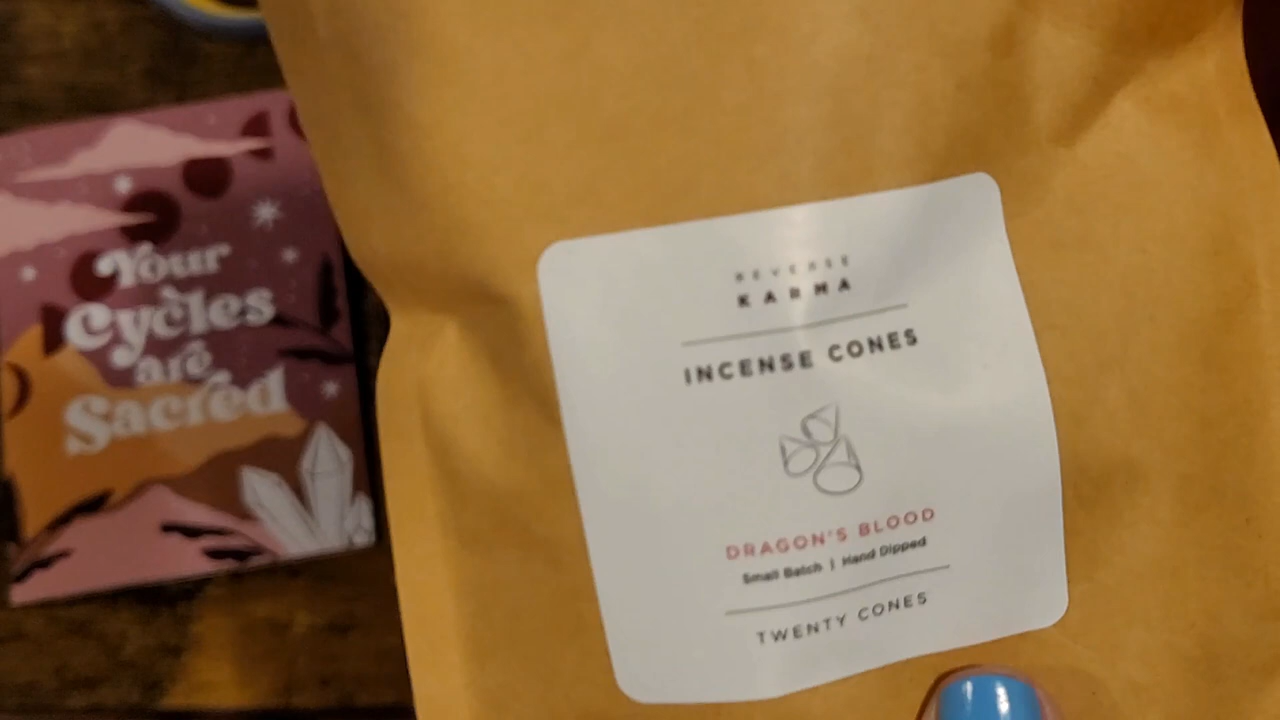 Your
Cycles
are
Sacred
REVERSE
KARMA
INCENSE CONES
DRAGON'S BLOOD
Small Batch | Hand Dipped
TWENTY CONES